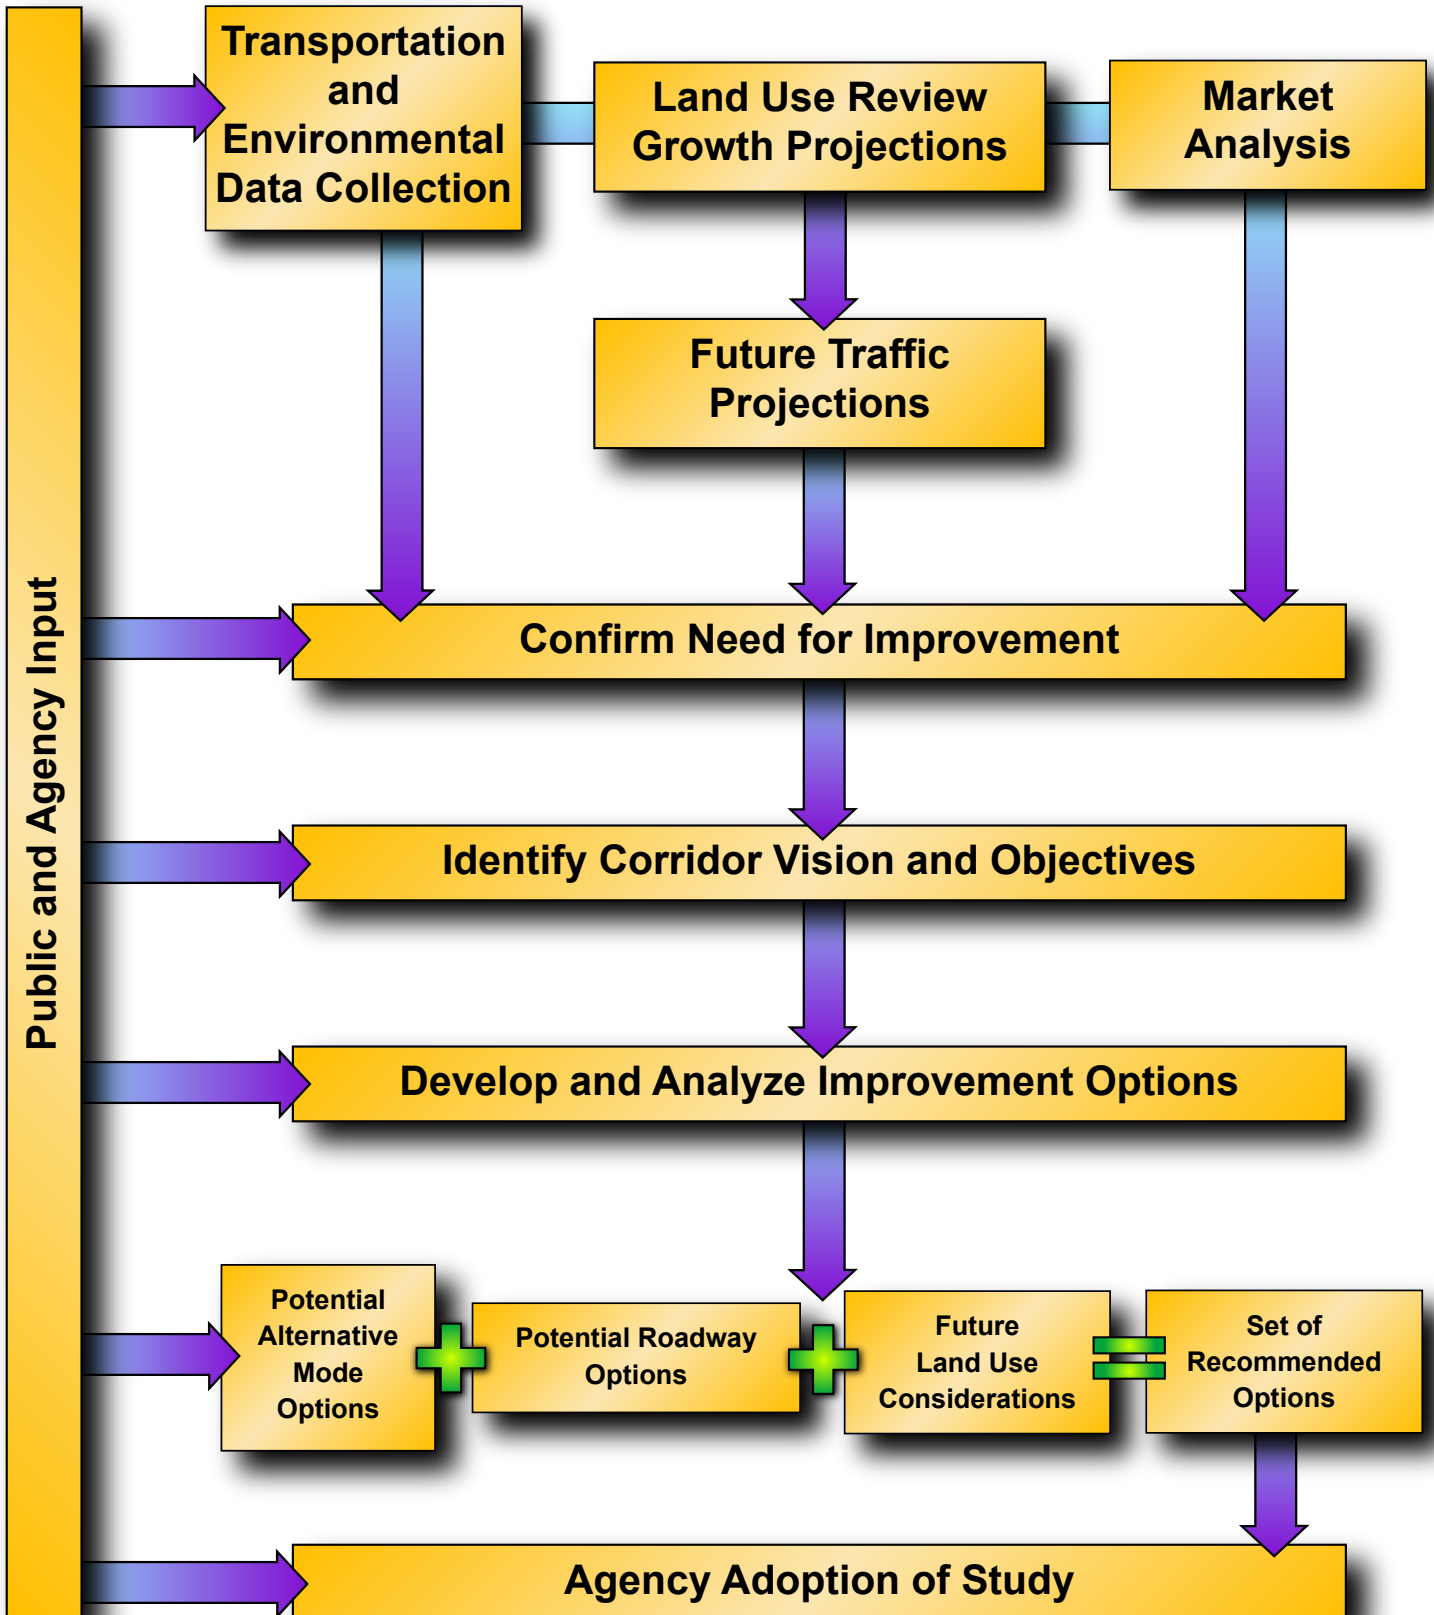 Public and Agency Input
Transportation
and
Environmental
Data Collection
Land Use Review
Growth Projections
Market
Analysis
Future Traffic
Projections
Confirm Need for Improvement
Identify Corridor Vision and Objectives
Develop and Analyze Improvement Options
Potential
Alternative
Mode
Options
Potential Roadway
Options
Future
Land Use
Considerations
Set of
Recommended
Options
Agency Adoption of Study